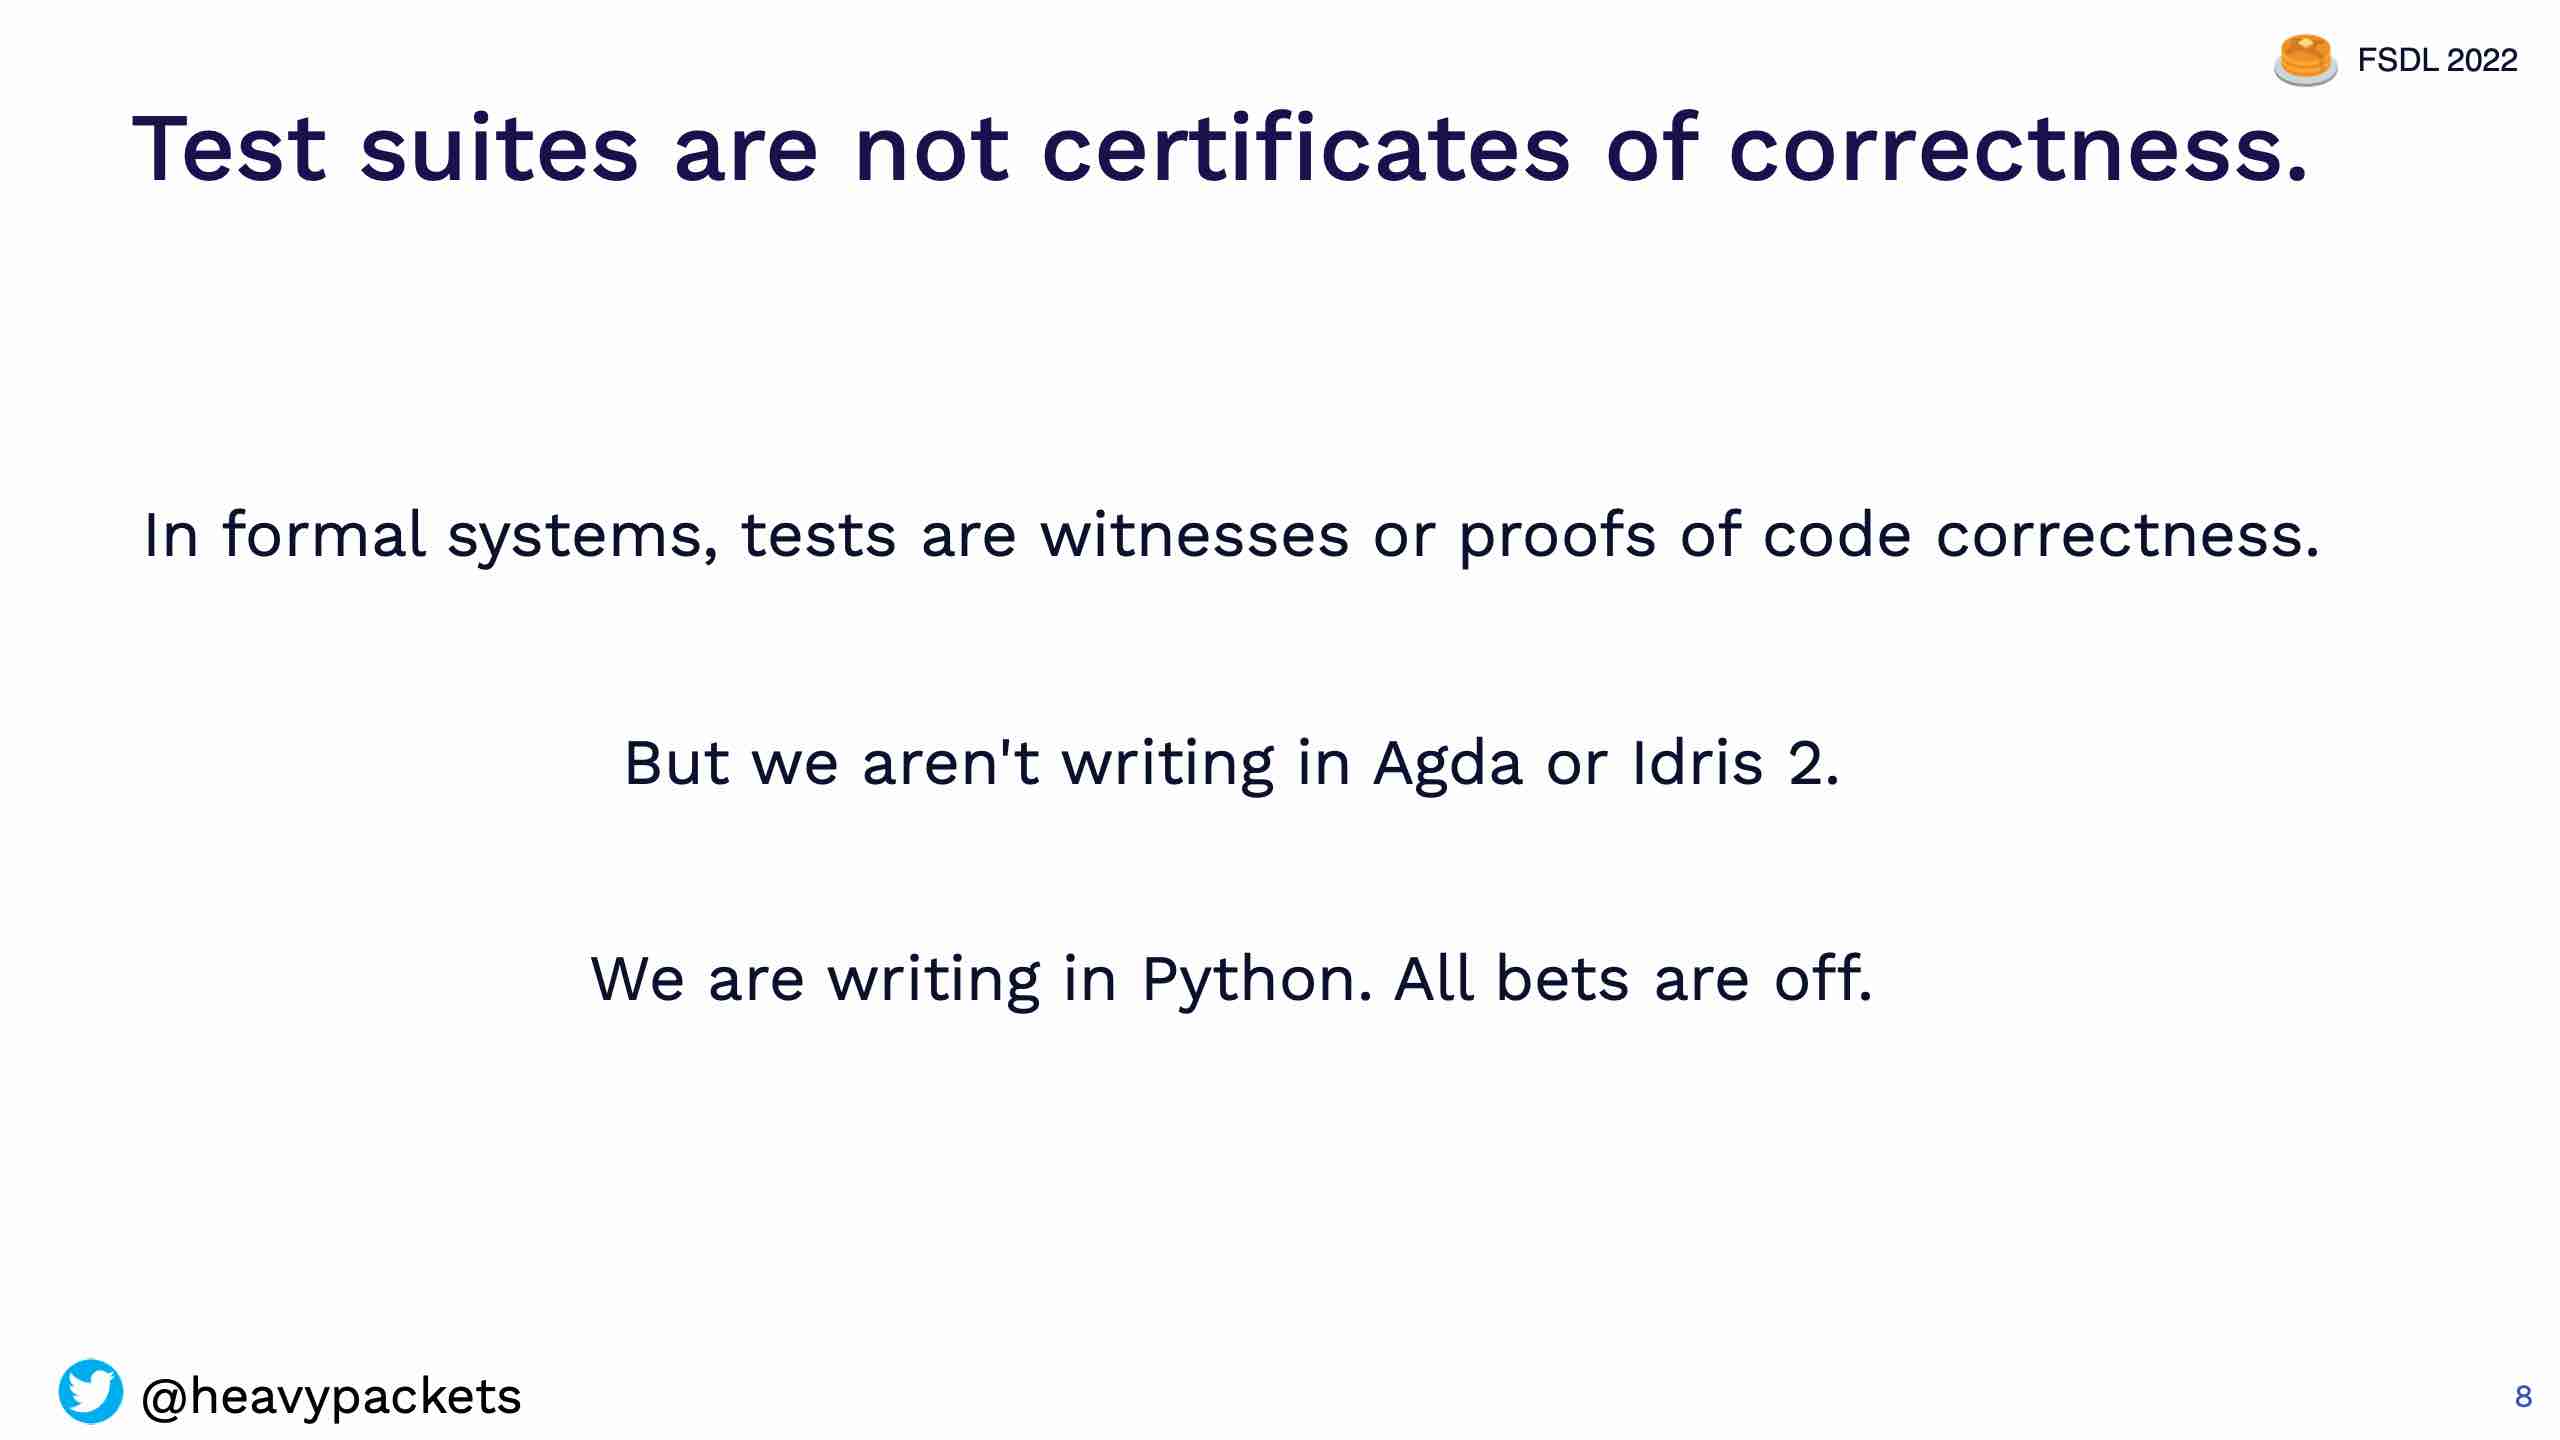 FSDL 2022
Test suites are not certificates of correctness.
In formal systems, tests are witnesses or proofs of code correctness.
But we aren't writing in Agda or Idris 2.
We are writing in Python. All bets are off.
@heavypackets
8